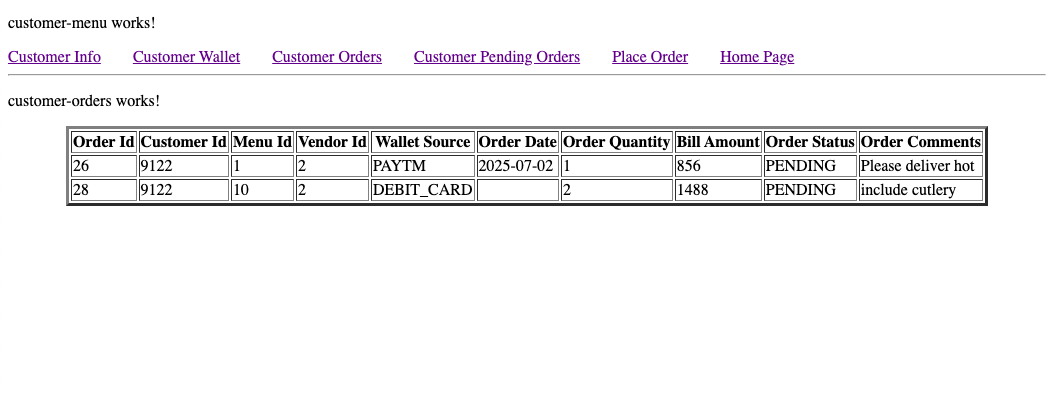 customer-menu works!
Customer Info Customer Wallet Customer Orders Customer Pending Orders Place Order Home Page
customer-orders works!
Order Id Customer Id Menu Id Vendor Id Wallet Source Order Date Order Quantity Bill Amount Order Status Order Comments
26 9122 1 2 PAYTM 2025-07-02 1 856 PENDING Please deliver hot
28 9122 10 2 DEBIT_CARD 2 1488 PENDING include cutlery